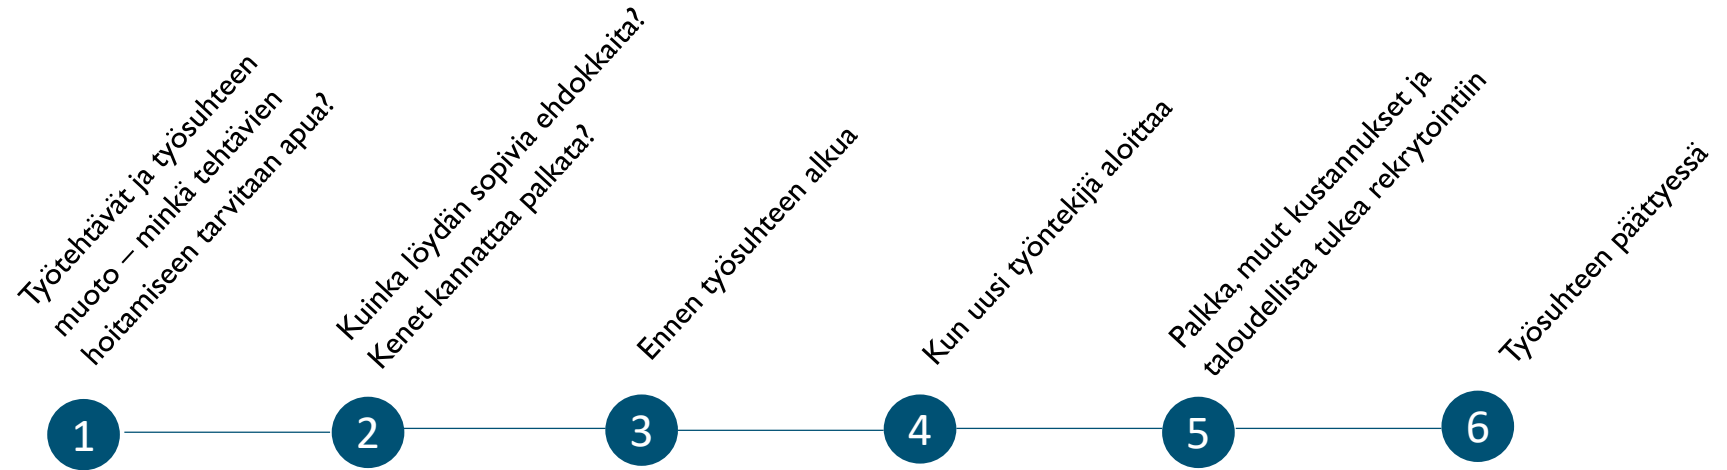 Työtehtävät ja työsuhteen
muoto – minkä tehtävien
hoitamiseen tarvitaan apua?
Kuinka löydän sopivia ehdokkaita?
Kenet kannattaa palkata?
Ennen työsuhteen alkua
Kun uusi työntekijä aloittaa
Palkka, muut kustannukset ja
taloudellista tukea rekrytointiin
Työsuhteen päättyessä
1
2
3
4
5
6